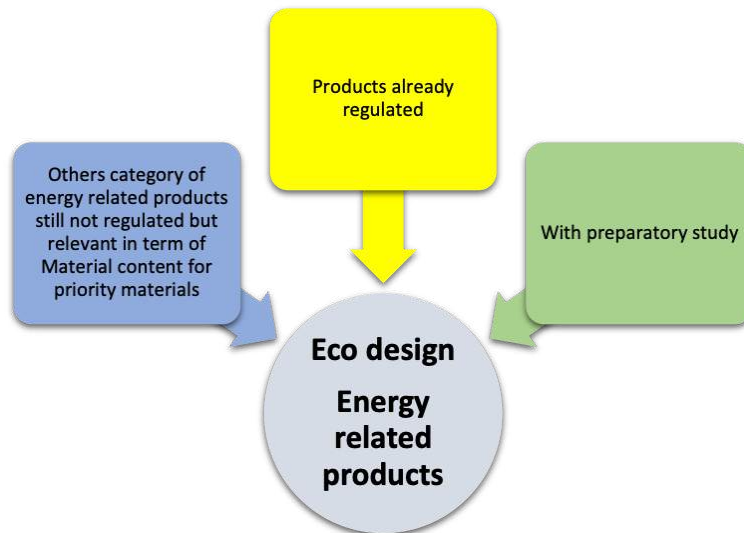 Products already
regulated
Others category of
energy related products
still not regulated but
relevant in term of
Material content for
priority materials
With preparatory study
Eco design
Energy
related
products